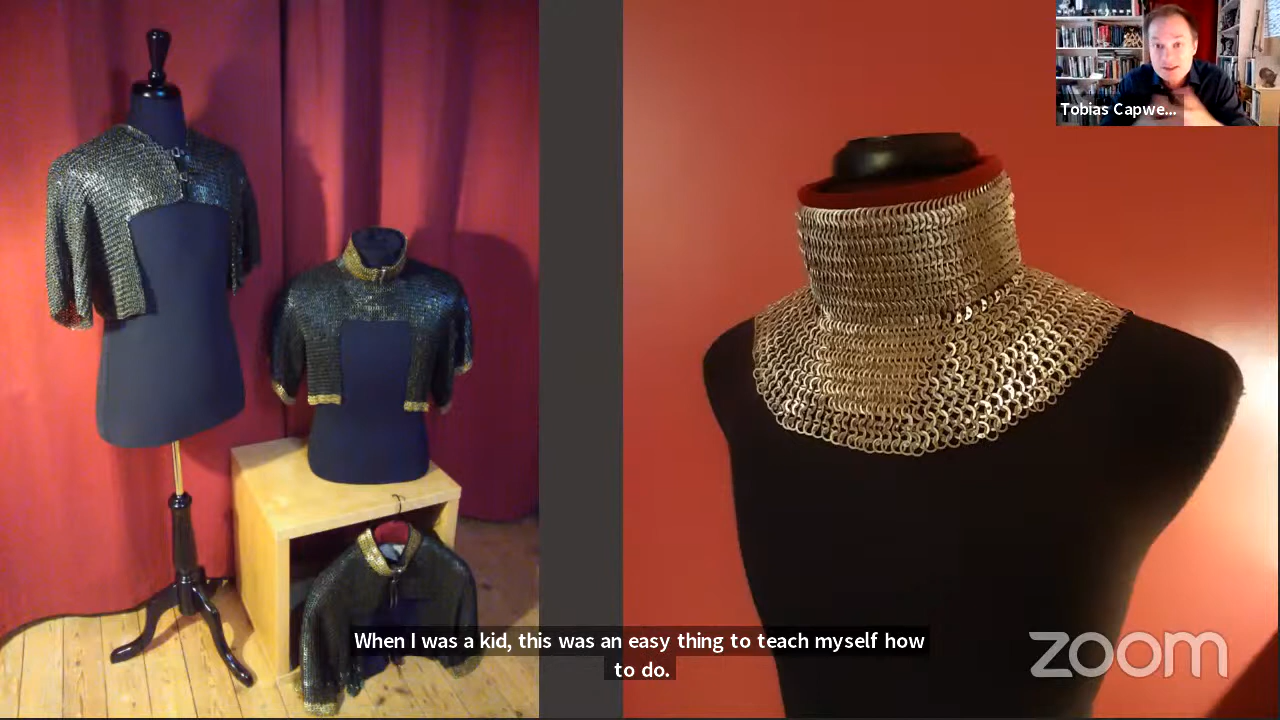 Tobias Capwe...
When I was a kid, this was an easy thing to teach myself how
to do.
zoom